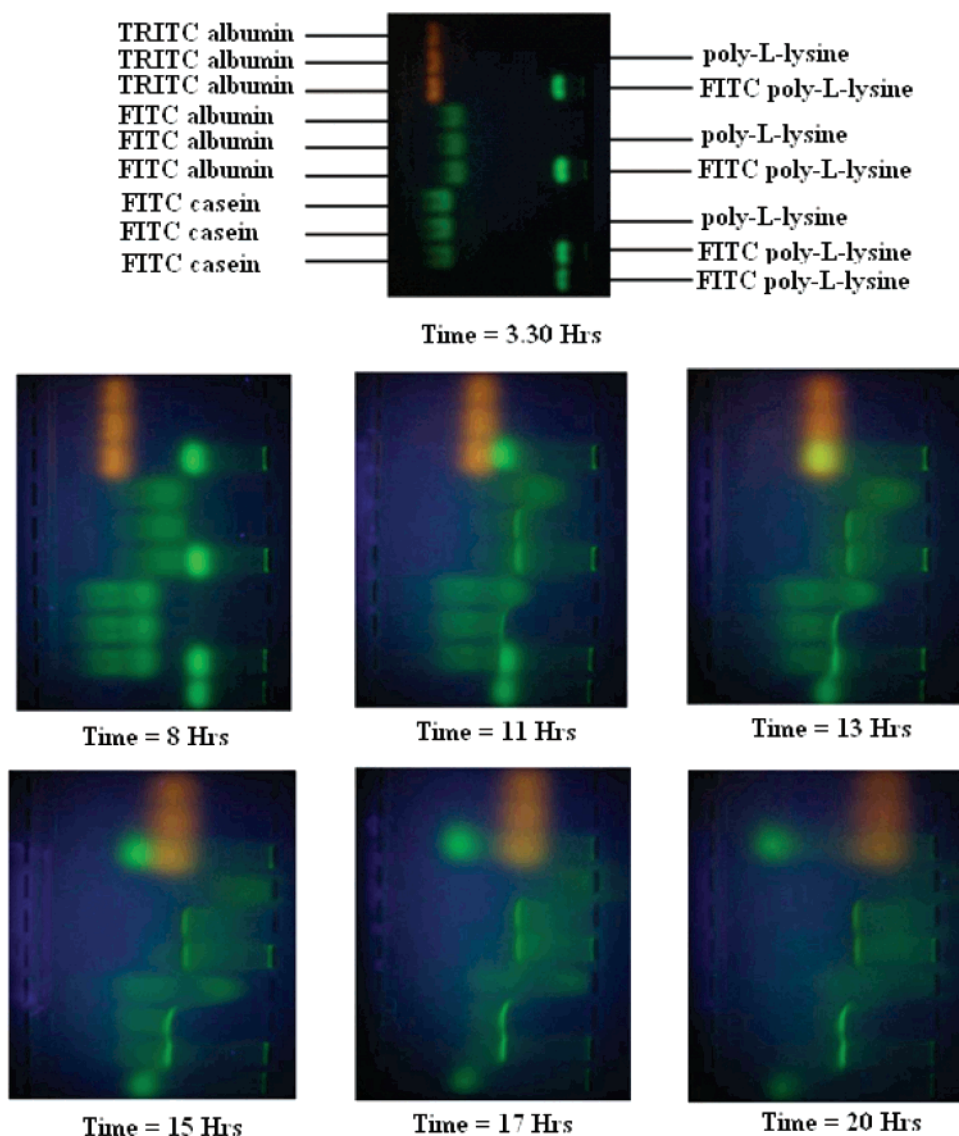 TRITC albumin
TRITC albumin
TRITC albumin
FITC albumin
FITC albumin
FITC albumin
FITC casein
FITC casein
FITC casein
poly-L-lysine
FITC poly-L-lysine
poly-L-lysine
FITC poly-L-lysine
poly-L-lysine
FITC poly-L-lysine
FITC poly-L-lysine
Time = 3.30 Hrs
Time = 8 Hrs
Time = 11 Hrs
Time = 13 Hrs
Time = 15 Hrs
Time = 17 Hrs
Time = 20 Hrs